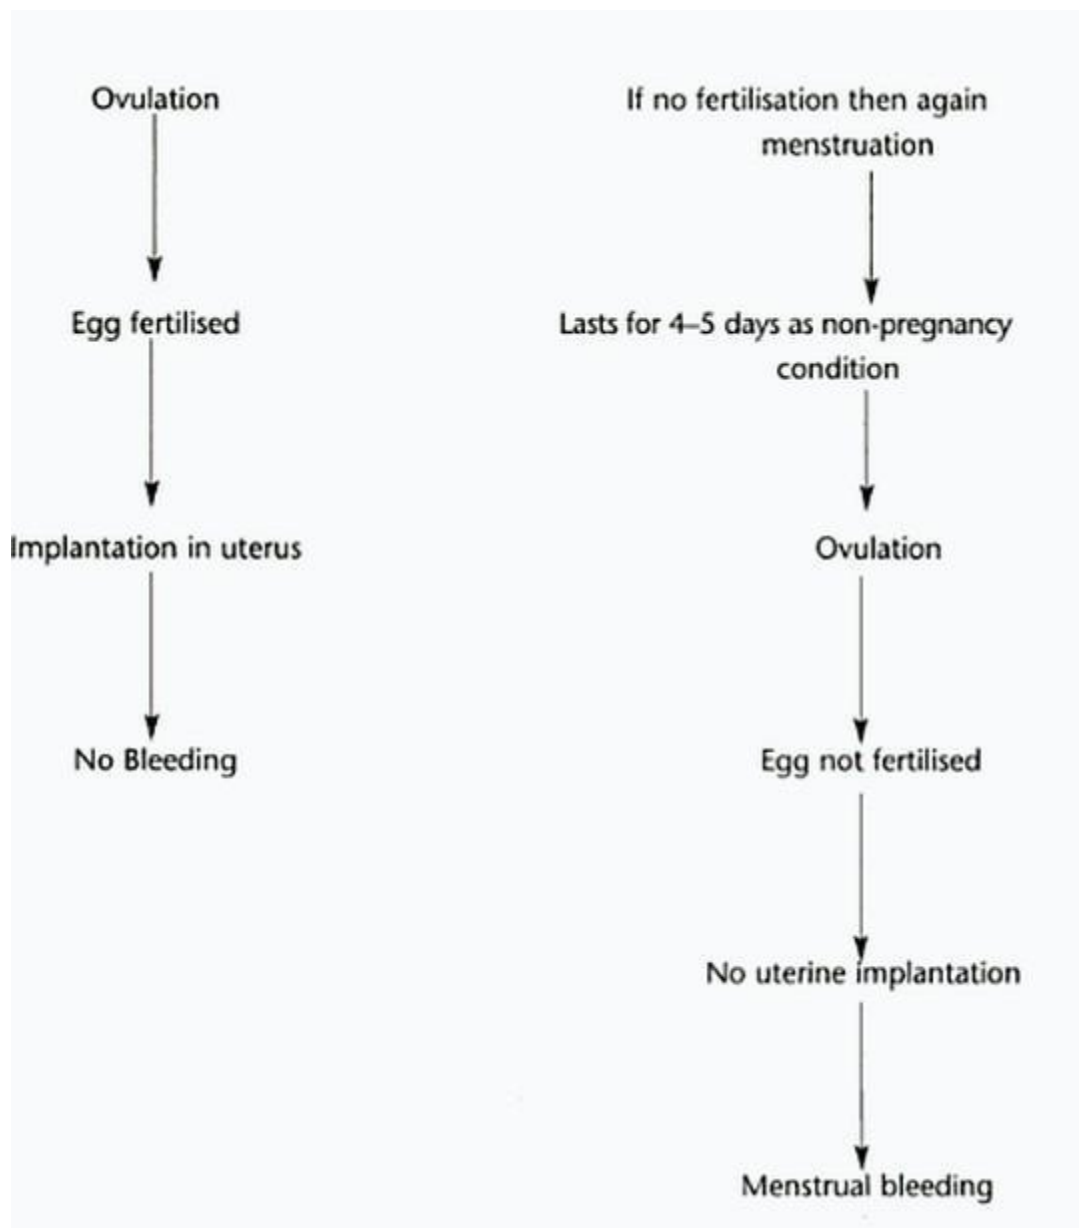 Ovulation
Egg fertilised
Implantation in uterus
No Bleeding
If no fertilisation then again
menstruation
Lasts for 4–5 days as non-pregnancy
condition
Ovulation
Egg not fertilised
No uterine implantation
Menstrual bleeding